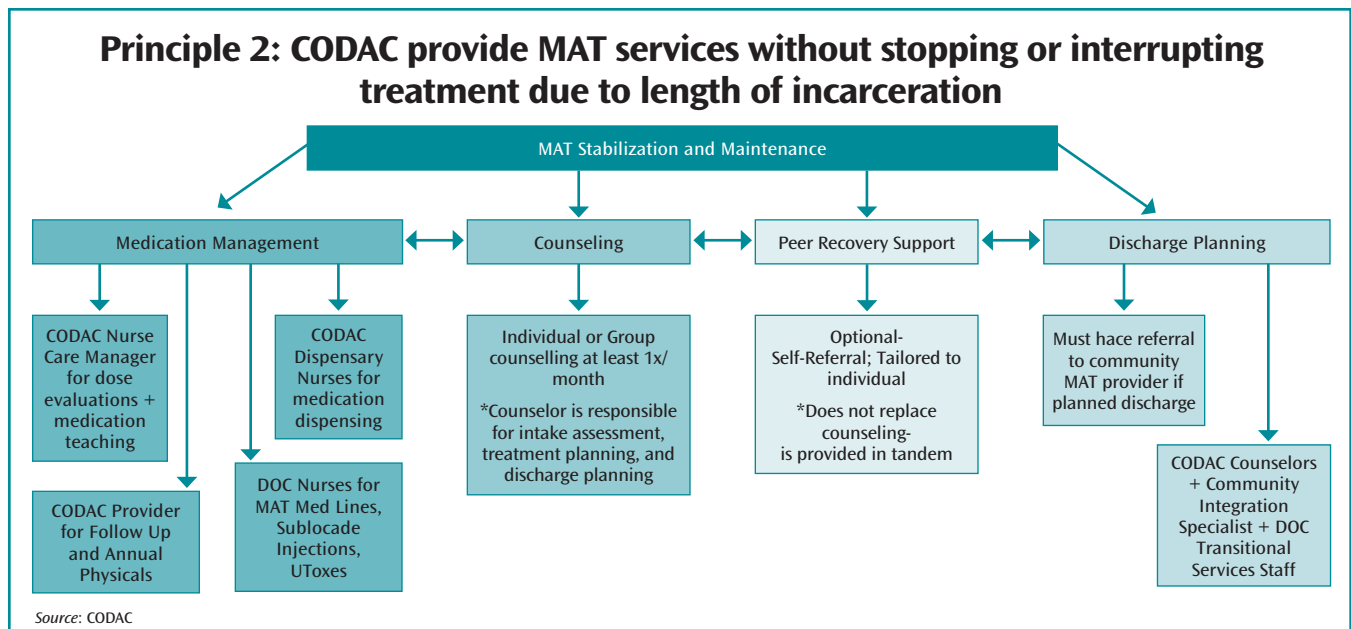 Principle 2: CODAC provide MAT services without stopping or interrupting
treatment due to length of incarceration
MAT Stabilization and Maintenance
Medication Management
Counseling
Peer Recovery Support
Discharge Planning
CODAC Nurse
Care Manager
for dose
evaluations +
medication
teaching
CODAC
Dispensary
Nurses for
medication
dispensing
CODAC Provider
for Follow Up
and Annual
Physicals
DOC Nurses for
MAT Med Lines,
Sublocade
Injections,
UToxes
Individual or Group
counselling at least 1x/
month
*Counselor is responsible
for intake assessment,
treatment planning, and
discharge planning
Optional-
Self-Referral; Tailored to
individual
*Does not replace
counseling-
is provided in tandem
Must hace referral
to community
MAT provider if
planned discharge
CODAC Counselors
+ Community
Integration
Specialist + DOC
Transitional
Services Staff
Source: CODAC